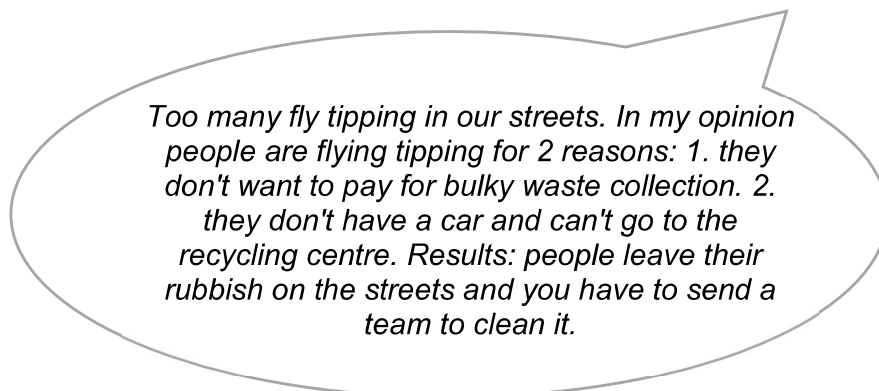 Too many fly tipping in our streets. In my opinion
people are flying tipping for 2 reasons: 1. they
don't want to pay for bulky waste collection. 2.
they don't have a car and can't go to the
recycling centre. Results: people leave their
rubbish on the streets and you have to send a
team to clean it.